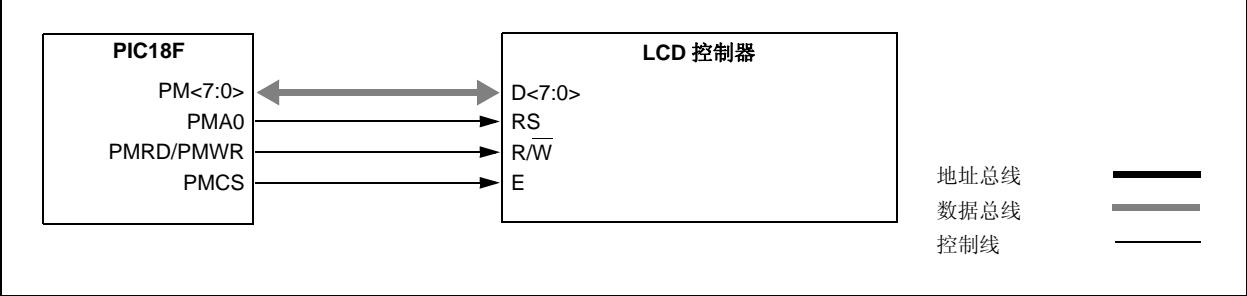 PIC18F
LCD 控制器
PM<7:0>
D<7:0>
PMA0
RS
PMRD/PMWR
R/W̅
PMCS
E
地址总线
数据总线
控制线